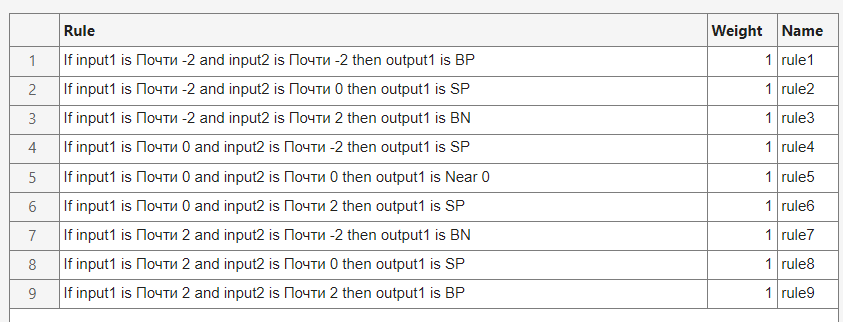 Rule Weight Name
1 If input1 is Почти -2 and input2 is Почти -2 then output1 is BP 1 rule1
2 If input1 is Почти -2 and input2 is Почти 0 then output1 is SP 1 rule2
3 If input1 is Почти -2 and input2 is Почти 2 then output1 is BN 1 rule3
4 If input1 is Почти 0 and input2 is Почти -2 then output1 is SP 1 rule4
5 If input1 is Почти 0 and input2 is Почти 0 then output1 is Near 0 1 rule5
6 If input1 is Почти 0 and input2 is Почти 2 then output1 is SP 1 rule6
7 If input1 is Почти 2 and input2 is Почти -2 then output1 is BN 1 rule7
8 If input1 is Почти 2 and input2 is Почти 0 then output1 is SP 1 rule8
9 If input1 is Почти 2 and input2 is Почти 2 then output1 is BP 1 rule9